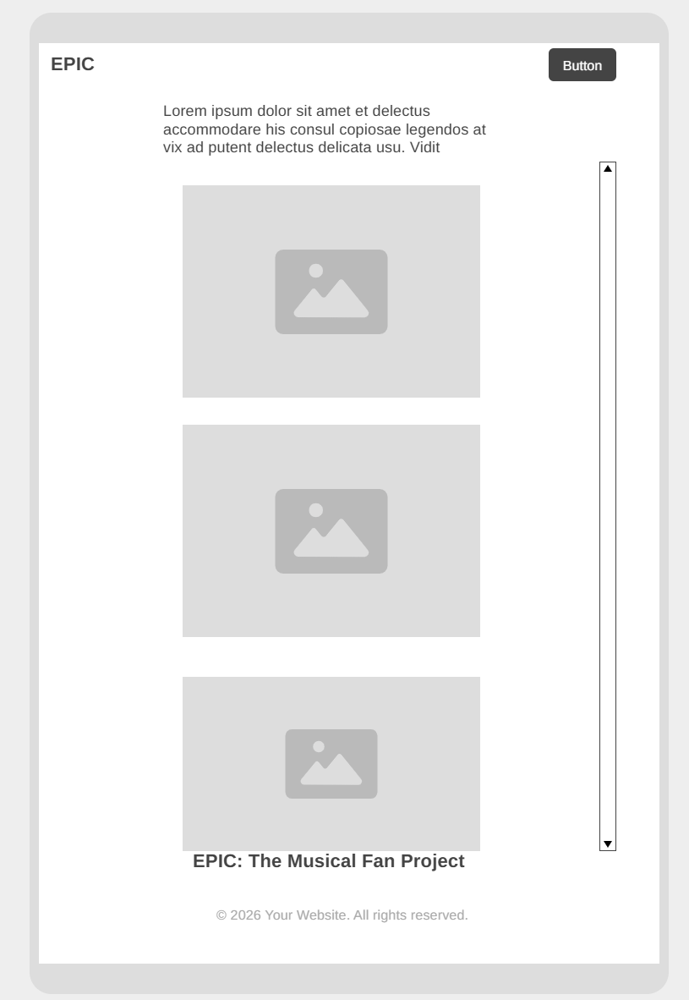 EPIC
Button
Lorem ipsum dolor sit amet et delectus
accommodare his consul copiosae legendos at
vix ad putent delectus delicata usu. Vidit
EPIC: The Musical Fan Project
© 2026 Your Website. All rights reserved.